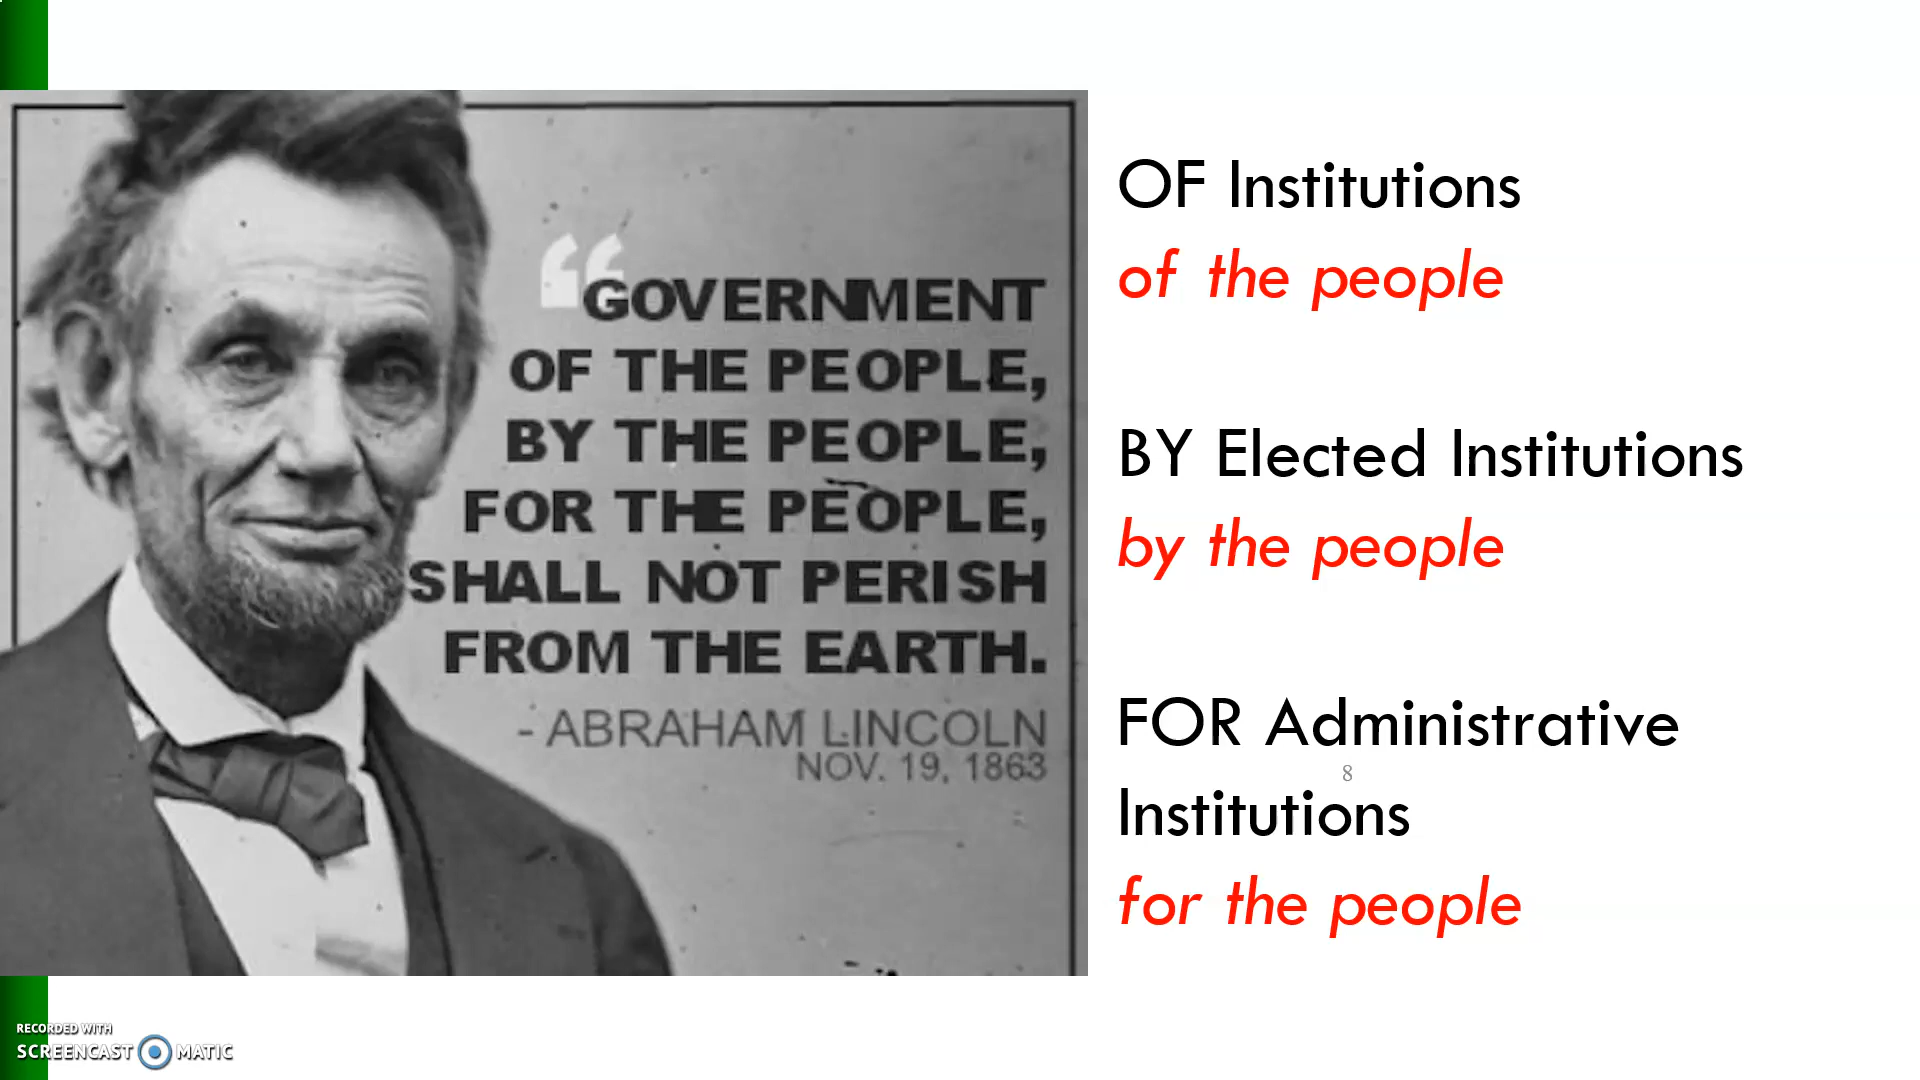 “GOVERNMENT
OF THE PEOPLE,
BY THE PEOPLE,
FOR THE PEOPLE,
SHALL NOT PERISH
FROM THE EARTH.
- ABRAHAM LINCOLN
NOV. 19, 1863
OF Institutions
of the people
BY Elected Institutions
by the people
FOR Administrative
8
Institutions
for the people
RECORDED WITH
SCREENCAST MATIC